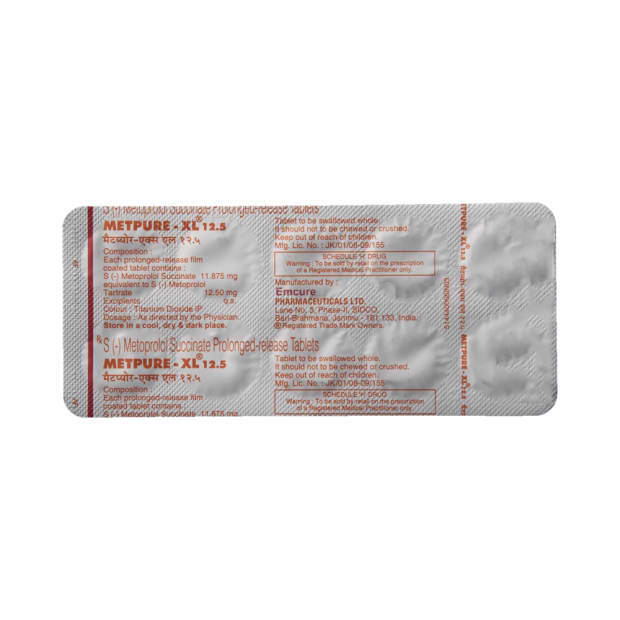 S (-) Metoprolol Succinate Prolonged-release Tablets
METPURE - XL® 12.5
मैटप्योर-एक्स एल १२.५
Composition :
Each prolonged-release film
coated tablet contains :
S (-) Metoprolol Succinate 11.875 mg
equivalent to S (-) Metoprolol
Tartrate 12.50 mg
Excipients q.s.
Colour : Titanium Dioxide IP
Dosage : As directed by the Physician.
Store in a cool, dry & dark place.
Tablet to be swallowed whole.
It should not to be chewed or crushed.
Keep out of reach of children.
Mfg. Lic. No. : JK/01/08-09/155
SCHEDULE 'H' DRUG
Warning : To be sold by retail on the prescription
of a Registered Medical Practitioner only.
Manufactured by :
Emcure
PHARMACEUTICALS LTD.
Lane No. 3, Phase-II, SIDCO,
Bari-Brahmana, Jammu - 181 133, India.
® Registered Trade Mark Owners.
& S (-) Metoprolol Succinate Prolonged-release Tablets
METPURE - XL® 12.5
मैटप्योर-एक्स एल १२.५
Composition :
Each prolonged-release film
coated tablet contains :
S (-) Metoprolol Succinate 11.875 mg
Tablet to be swallowed whole.
It should not to be chewed or crushed.
Keep out of reach of children.
Mfg. Lic. No. : JK/01/08-09/155
SCHEDULE 'H' DRUG
Warning : To be sold by retail on the prescription
of a Registered Medical Practitioner only.
METPURE - XL® 12.5